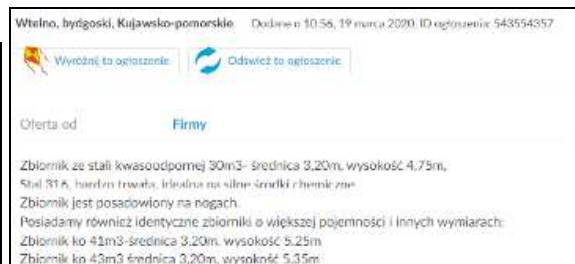 Wtelno, bydgoski, Kujawsko-pomorskie Dodane o 10:56, 19 marca 2020, ID ogłoszenia: 543554357
Wyróżnij to ogłoszenie Odśwież to ogłoszenie
Oferta od Firmy
Zbiornik ze stali kwasoodpornej 30m3- średnica 3,20m, wysokość 4,75m,
Stal 316, bardzo trwała, idealna na silne środki chemiczne
Zbiornik jest posadowiony na nogach.
Posiadamy również identyczne zbiorniki o większej pojemności i innych wymiarach:
Zbiornik ko 41m3-średnica 3.20m. wysokość 5.25m
Zbiornik ko 43m3 średnica 3,20m, wysokość 5,35m